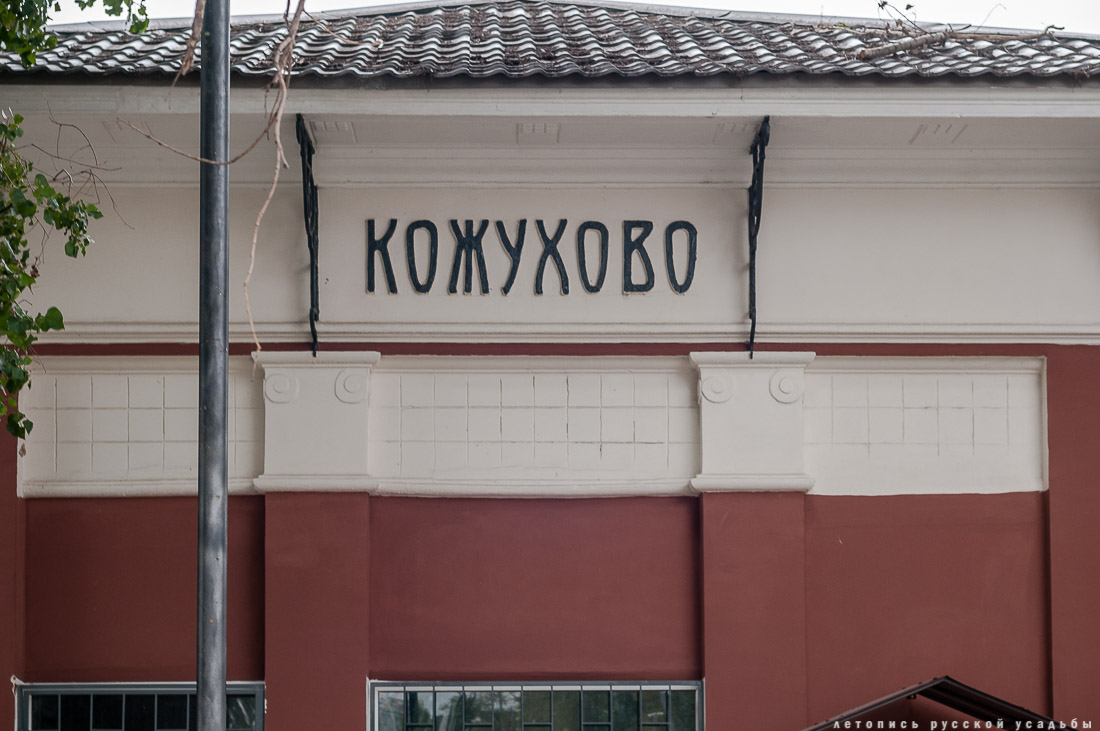 КОЖУХОВО
летопись русской усадьбы